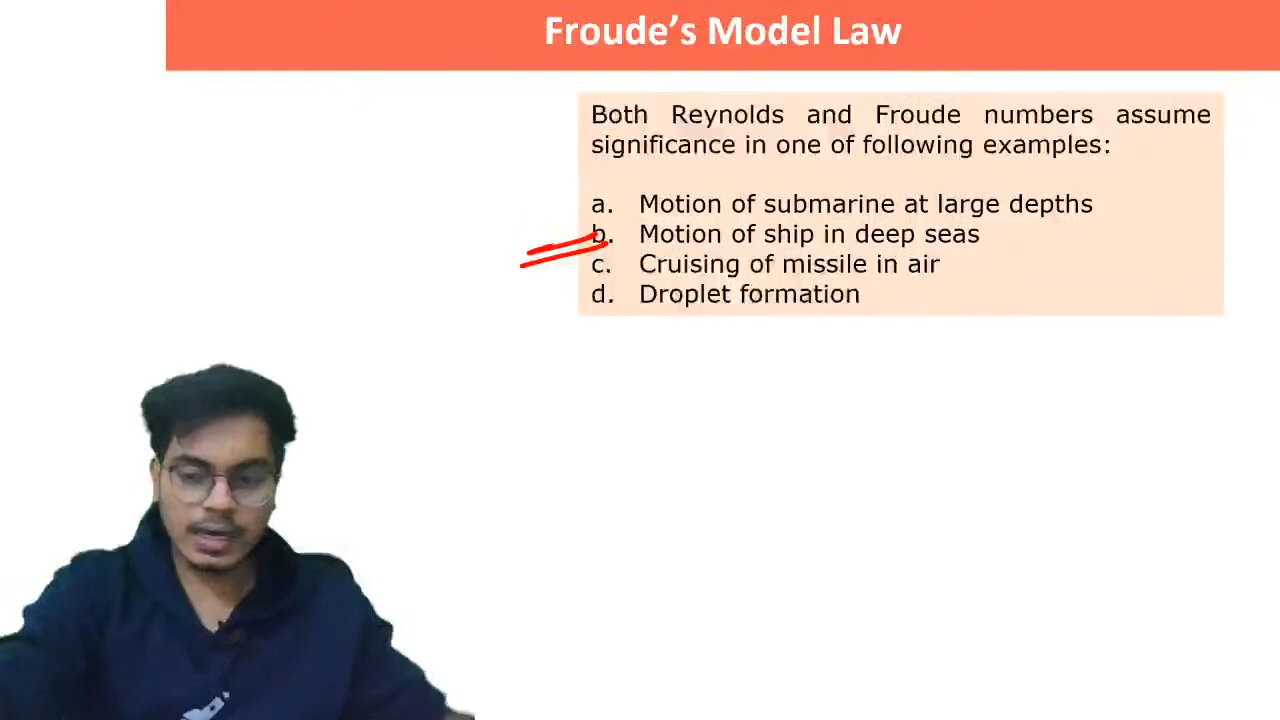 Froude’s Model Law
Both Reynolds and Froude numbers assume
significance in one of following examples:
a. Motion of submarine at large depths
b. Motion of ship in deep seas
c. Cruising of missile in air
d. Droplet formation